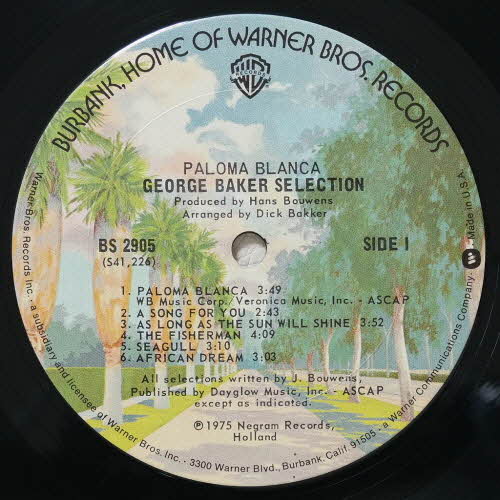 BURBANK, HOME OF WARNER BROS. RECORDS
WB
RECORDS
PALOMA BLANCA
GEORGE BAKER SELECTION
Produced by Hans Bouwens
Arranged by Dick Bakker
BS 2905
(S41,226)
SIDE 1
1. PALOMA BLANCA 3:49
WB Music Corp./Veronica Music, Inc. - ASCAP
2. A SONG FOR YOU 2:43
3. AS LONG AS THE SUN WILL SHINE 3:52
4. THE FISHERMAN 4:09
5. SEAGULL 3:10
6. AFRICAN DREAM 3:03
All selections written by J. Bouwens,
Published by Dayglow Music, Inc. - ASCAP
except as indicated.
℗ 1975 Negram Records,
Holland
Warner Bros. Records Inc. · a subsidiary and licensee of Warner Bros. Inc. · 3300 Warner Blvd., Burbank, Calif. 91505 · a Warner Communications Company · Made in U.S.A.